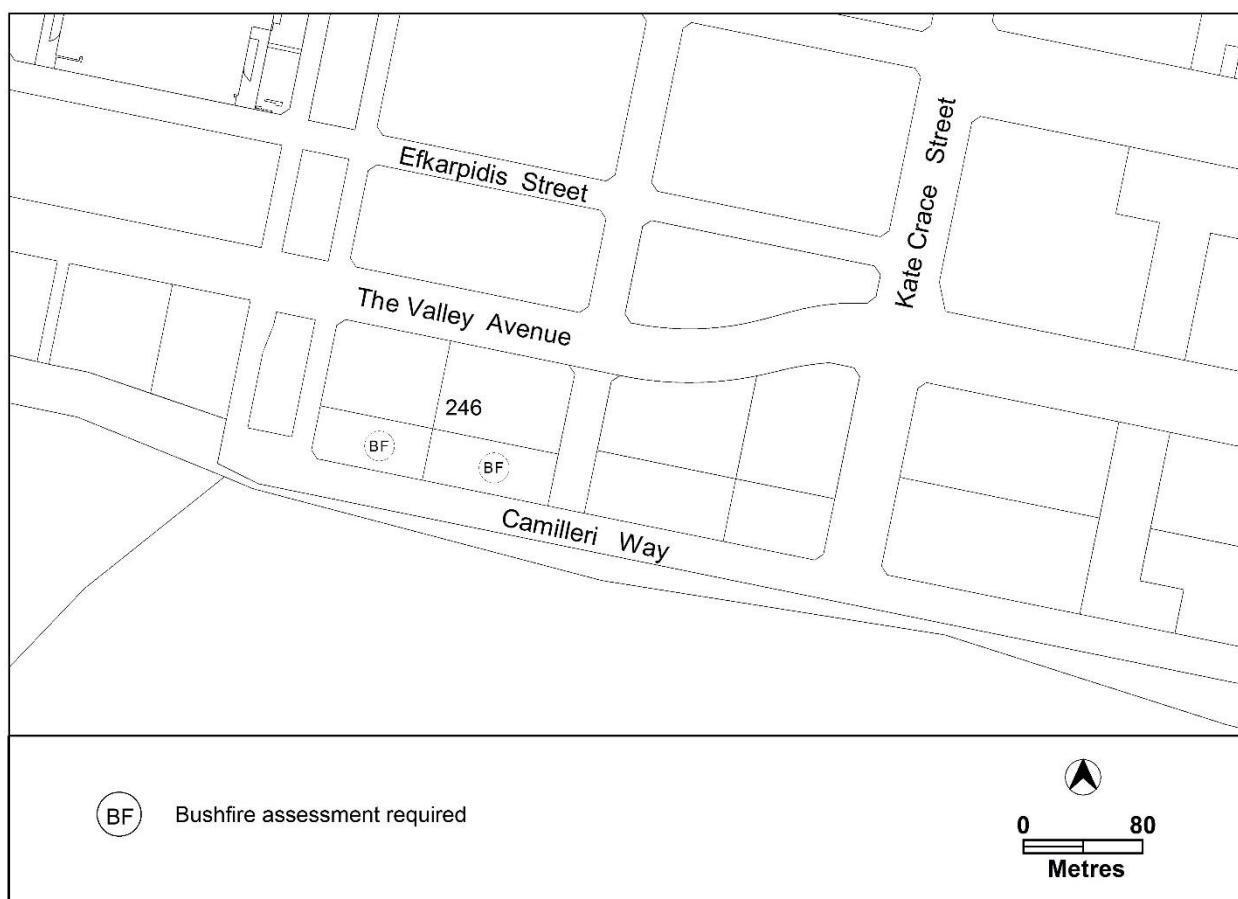 Efkarpidis Street
Kate Crace Street
The Valley Avenue
246
BF
BF
Camilleri Way
BF Bushfire assessment required
0 80
Metres